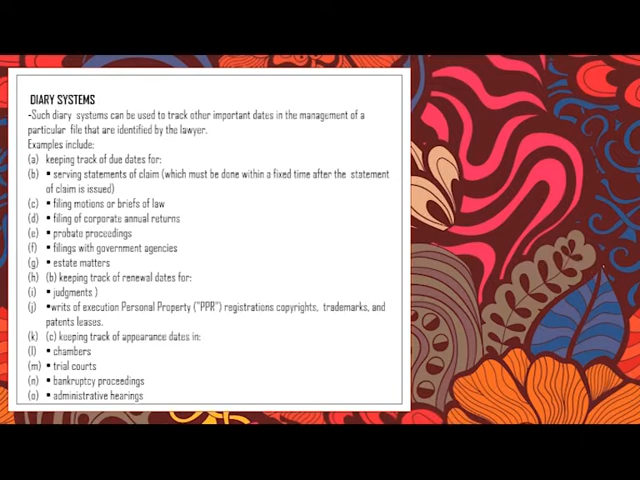 DIARY SYSTEMS
-Such diary systems can be used to track other important dates in the management of a
particular file that are identified by the lawyer.
Examples include:
(a) keeping track of due dates for:
(b) ▪ serving statements of claim (which must be done within a fixed time after the statement
of claim is issued)
(c) ▪ filing motions or briefs of law
(d) ▪ filing of corporate annual returns
(e) ▪ probate proceedings
(f) ▪ filings with government agencies
(g) ▪ estate matters
(h) (b) keeping track of renewal dates for:
(i) ▪ judgments )
(j) ▪writs of execution Personal Property ("PPR") registrations copyrights, trademarks, and
patents leases.
(k) (c) keeping track of appearance dates in:
(l) ▪ chambers
(m) ▪ trial courts
(n) ▪ bankruptcy proceedings
(o) ▪ administrative hearings